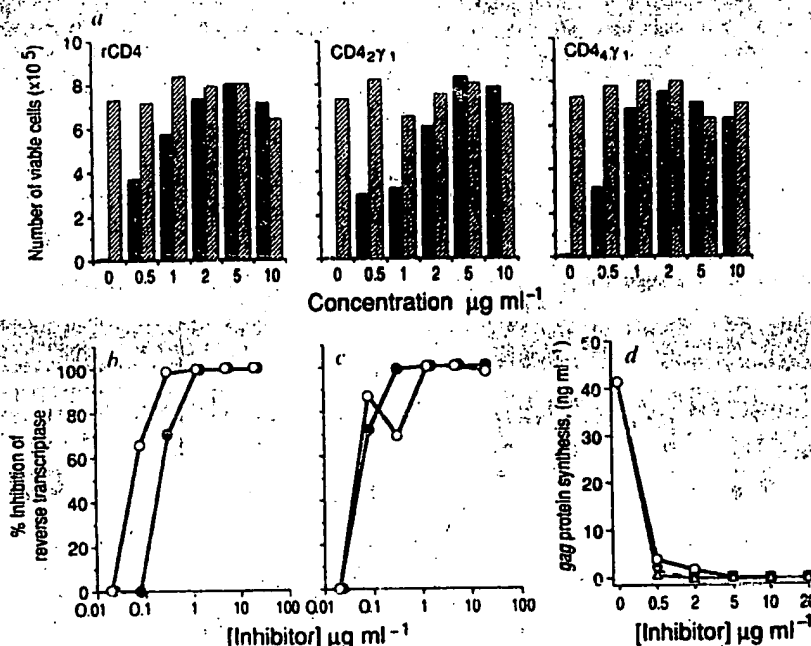 a
rCD4
CD4₂γ₁
CD4₄γ₁
Number of viable cells (x10⁵)
10
8
6
4
2
0
0 0.5 1 2 5 10
0 0.5 1 2 5 10
0 0.5 1 2 5 10
Concentration μg ml⁻¹
b
% Inhibition of
reverse transcriptase
100
80
60
40
20
0
0.01 0.1 1 10 100
[Inhibitor] μg ml⁻¹
c
0.01 0.1 1 10 100
d
gag protein synthesis, (ng ml⁻¹)
50
40
30
20
10
0
0 0.5 2 5 10
[Inhibitor] μg ml⁻¹